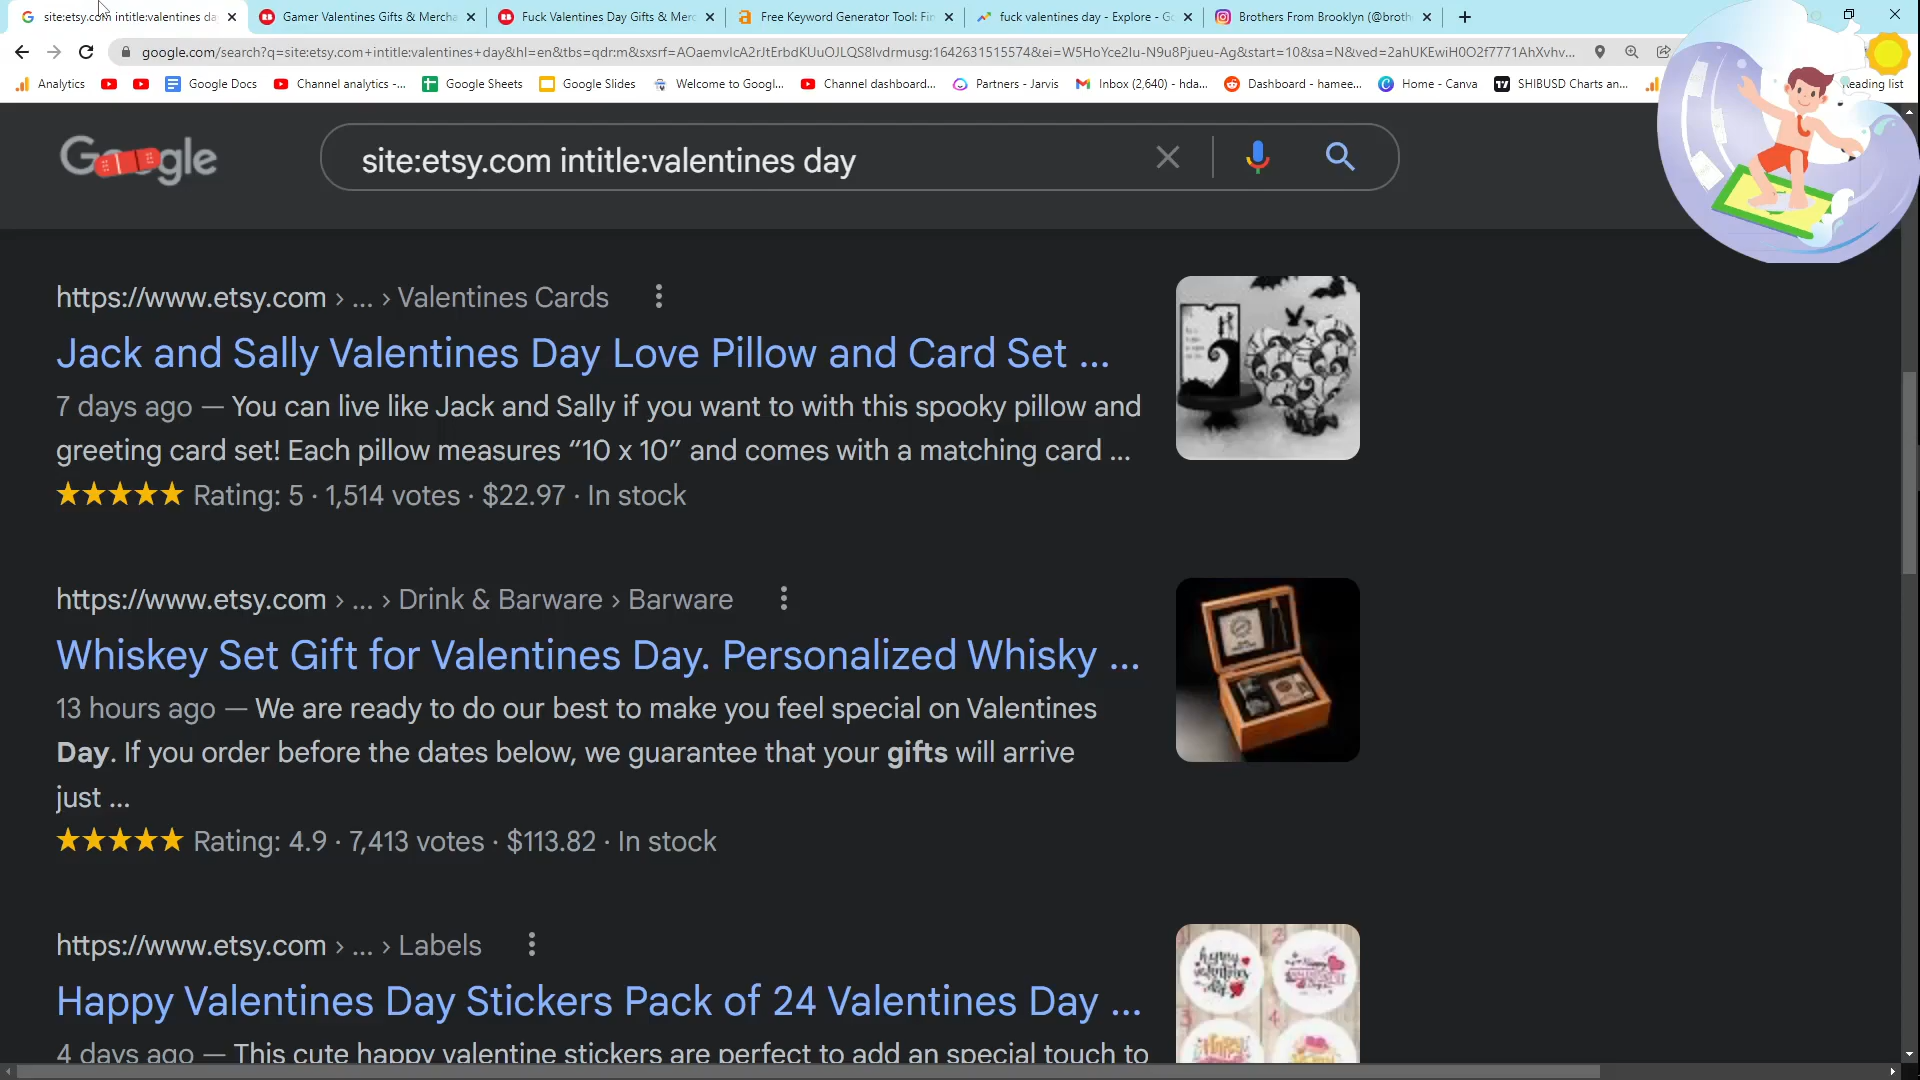 site:etsy.com intitle:valentines da
Gamer Valentines Gifts & Mercha
Fuck Valentines Day Gifts & Merc
Free Keyword Generator Tool: Fin
fuck valentines day - Explore - Go
Brothers From Brooklyn (@broth
google.com/search?q=site:etsy.com+intitle:valentines+day&hl=en&tbs=qdr:m&sxsrf=AOaemvIcA2rJtErbdKUuOJLQS8lvdrmusg:1642631515574&ei=W5HoYce2Iu-N9u8Pjueu-Ag&start=10&sa=N&ved=2ahUKEwiH0O2f7771AhXvhv...
Analytics
Google Docs
Channel analytics -...
Google Sheets
Google Slides
Welcome to Googl...
Channel dashboard...
Partners - Jarvis
Inbox (2,640) - hda...
Dashboard - hamee...
Home - Canva
SHIBUSD Charts an...
Reading list
Google
site:etsy.com intitle:valentines day
https://www.etsy.com › ... › Valentines Cards
Jack and Sally Valentines Day Love Pillow and Card Set ...
7 days ago — You can live like Jack and Sally if you want to with this spooky pillow and
greeting card set! Each pillow measures “10 x 10” and comes with a matching card ...
Rating: 5 · 1,514 votes · $22.97 · In stock
https://www.etsy.com › ... › Drink & Barware › Barware
Whiskey Set Gift for Valentines Day. Personalized Whisky ...
13 hours ago — We are ready to do our best to make you feel special on Valentines
Day. If you order before the dates below, we guarantee that your gifts will arrive
just ...
Rating: 4.9 · 7,413 votes · $113.82 · In stock
https://www.etsy.com › ... › Labels
Happy Valentines Day Stickers Pack of 24 Valentines Day ...
4 days ago — This cute happy valentine stickers are perfect to add an special touch to